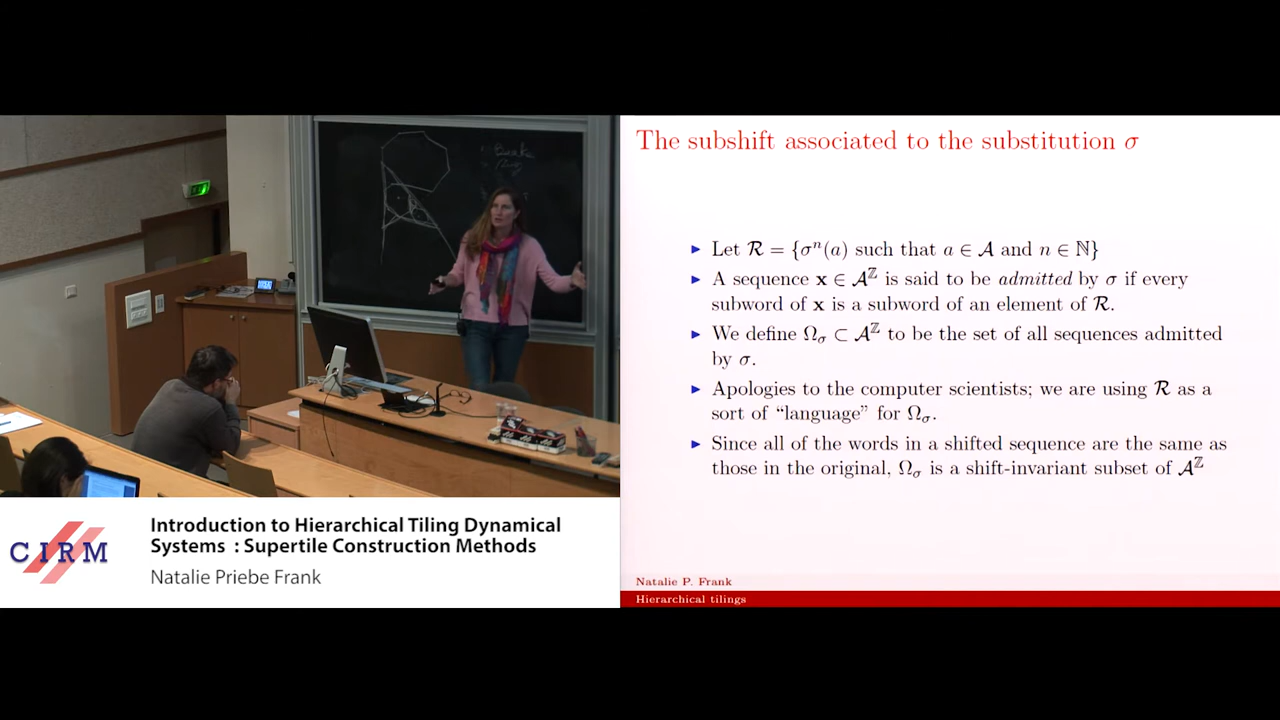 The subshift associated to the substitution σ
▶ Let ℛ = {σⁿ(a) such that a ∈ 𝒜 and n ∈ ℕ}
▶ A sequence x ∈ 𝒜^ℤ is said to be admitted by σ if every
subword of x is a subword of an element of ℛ.
▶ We define Ω_σ ⊂ 𝒜^ℤ to be the set of all sequences admitted
by σ.
▶ Apologies to the computer scientists; we are using ℛ as a
sort of “language” for Ω_σ.
▶ Since all of the words in a shifted sequence are the same as
those in the original, Ω_σ is a shift-invariant subset of 𝒜^ℤ
CIRM
Introduction to Hierarchical Tiling Dynamical
Systems : Supertile Construction Methods
Natalie Priebe Frank
Natalie P. Frank
Hierarchical tilings